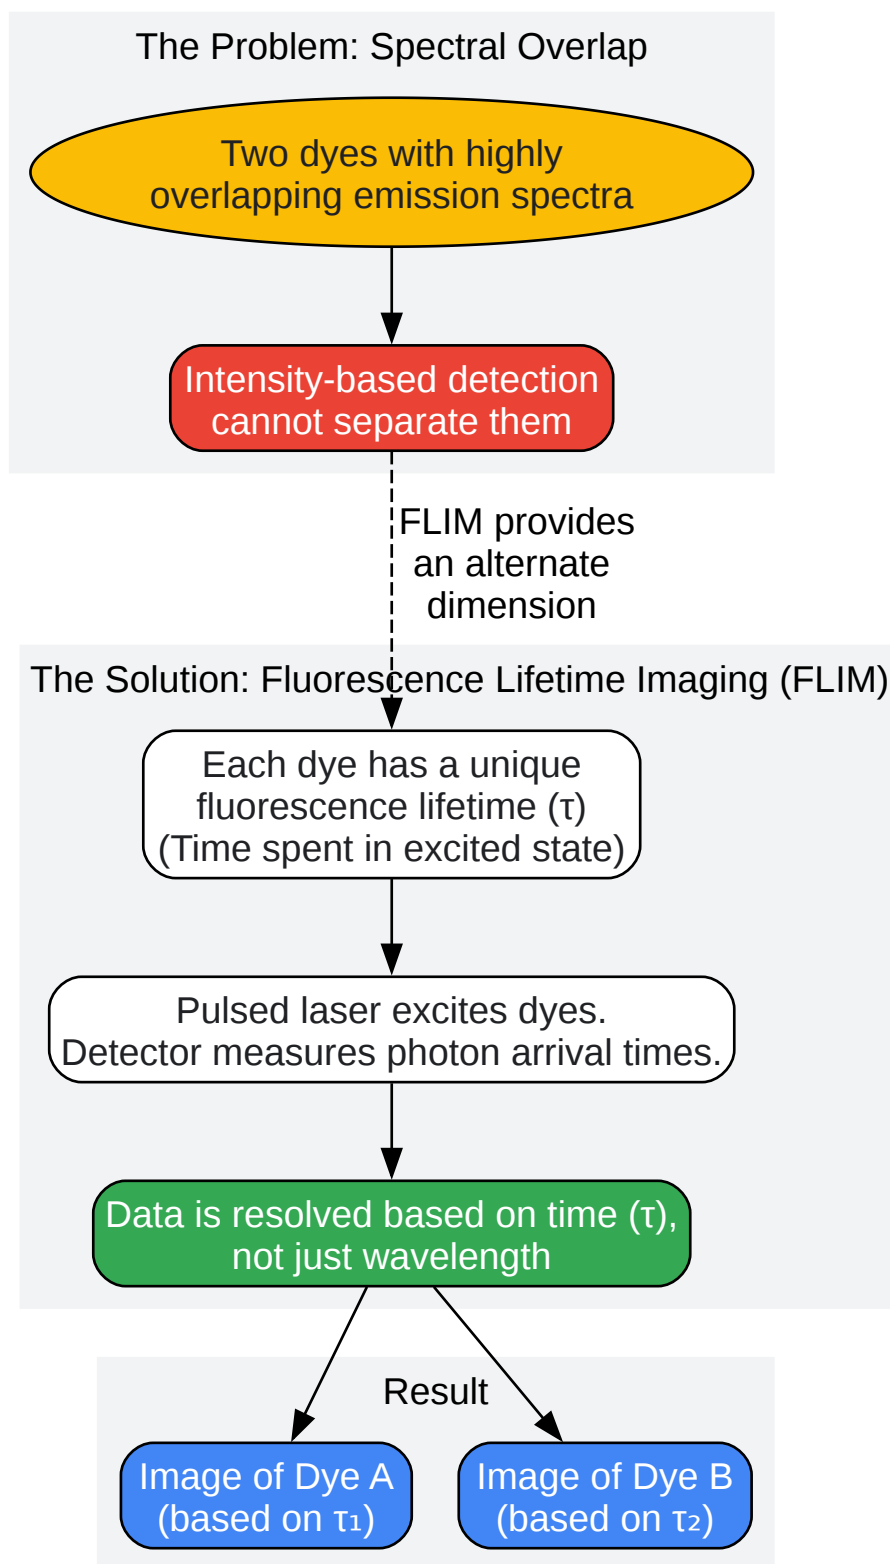 The Problem: Spectral Overlap
Two dyes with highly
overlapping emission spectra
Intensity-based detection
cannot separate them
FLIM provides
an alternate
dimension
The Solution: Fluorescence Lifetime Imaging (FLIM)
Each dye has a unique
fluorescence lifetime (τ)
(Time spent in excited state)
Pulsed laser excites dyes.
Detector measures photon arrival times.
Data is resolved based on time (τ),
not just wavelength
Result
Image of Dye A
(based on τ₁)
Image of Dye B
(based on τ₂)